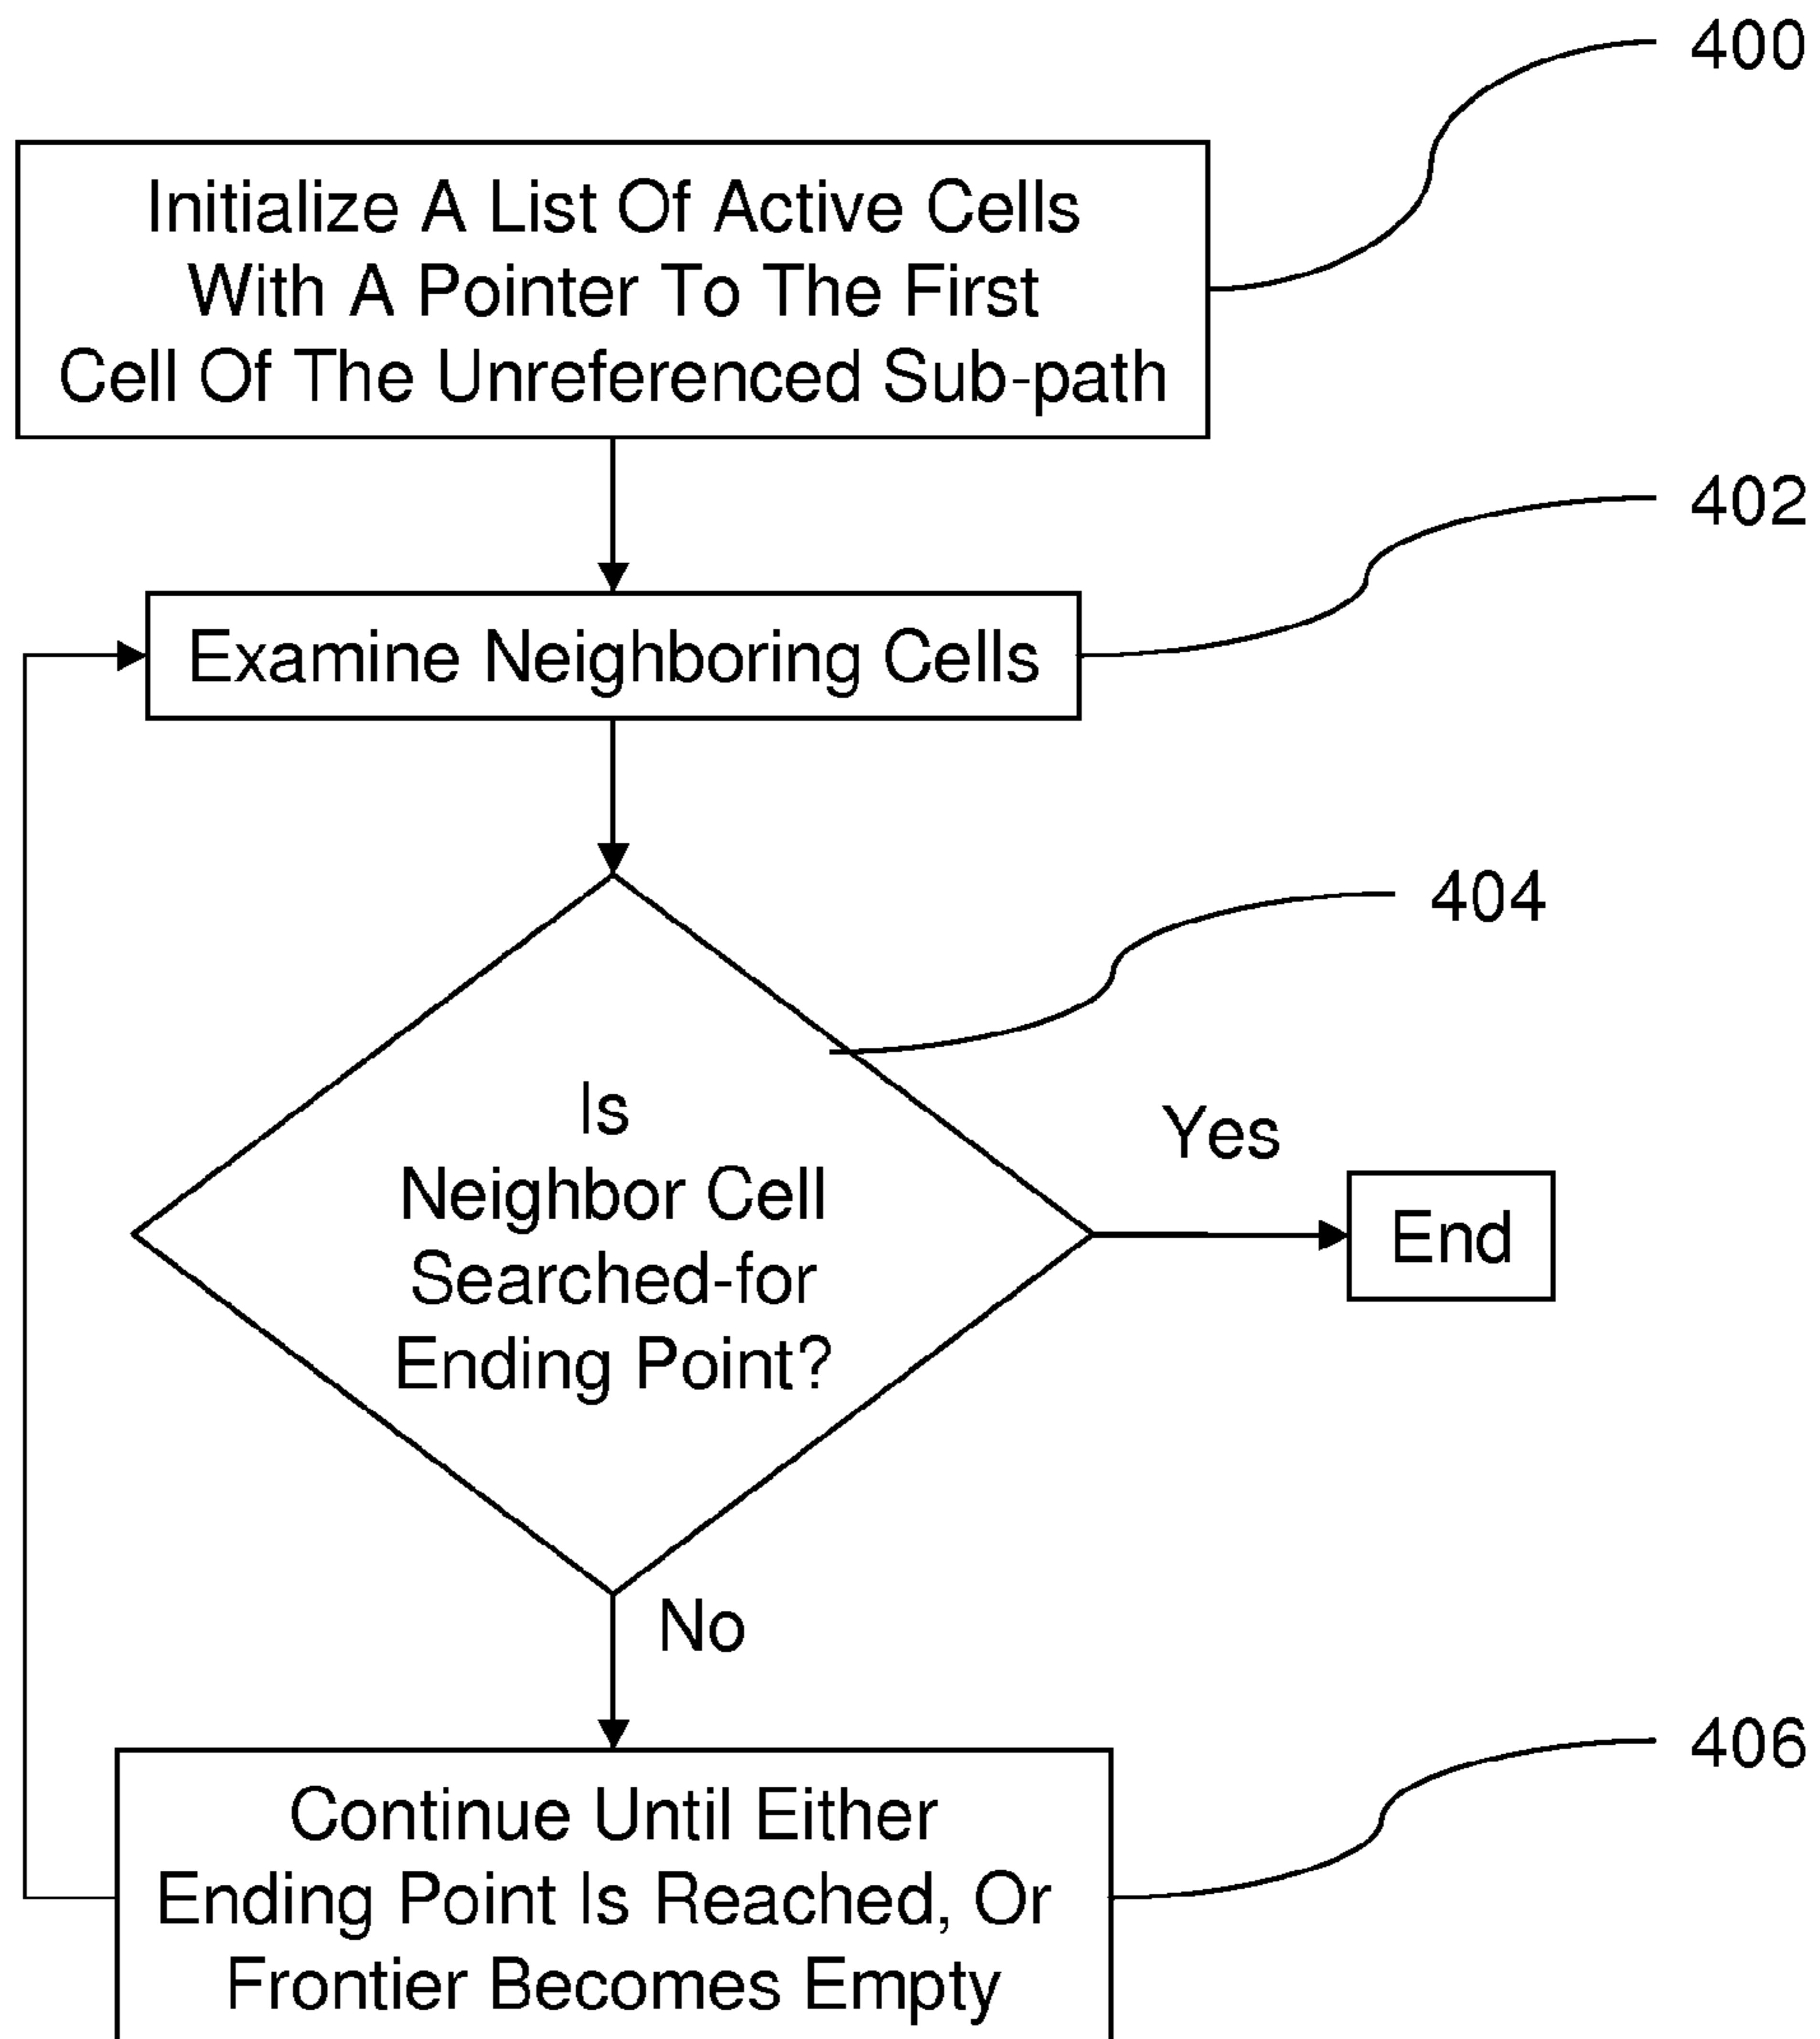 400
Initialize A List Of Active Cells
With A Pointer To The First
Cell Of The Unreferenced Sub-path
402
Examine Neighboring Cells
404
Is
Neighbor Cell
Searched-for
Ending Point?
Yes
End
No
406
Continue Until Either
Ending Point Is Reached, Or
Frontier Becomes Empty